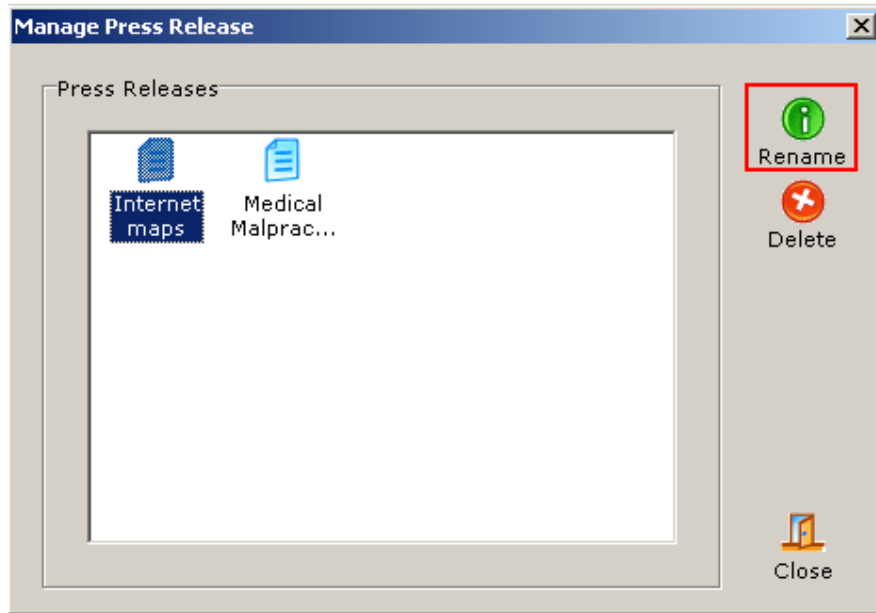 Manage Press Release
Press Releases
Internet
maps
Medical
Malprac...
Rename
Delete
Close